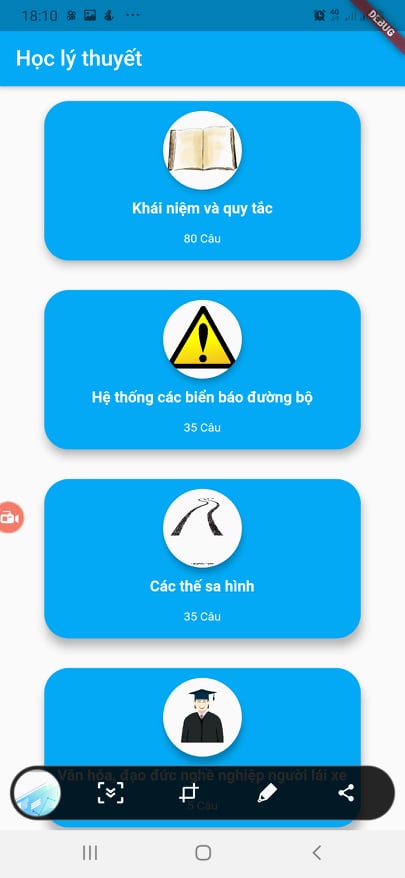 18:10
4G
DEBUG
Học lý thuyết
Khái niệm và quy tắc
80 Câu
Hệ thống các biển báo đường bộ
35 Câu
Các thế sa hình
35 Câu
Văn hóa, đạo đức nghề nghiệp người lái xe
5 Câu